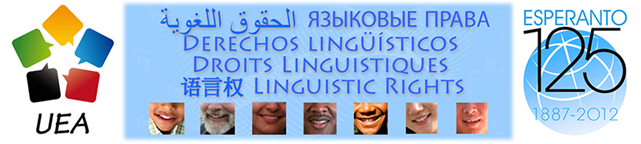 UEA
الحقوق اللغوية ЯЗЫКОВЫЕ ПРАВА
DERECHOS LINGÜÍSTICOS
DROITS LINGUISTIQUES
语言权 LINGUISTIC RIGHTS
ESPERANTO
125
1887-2012